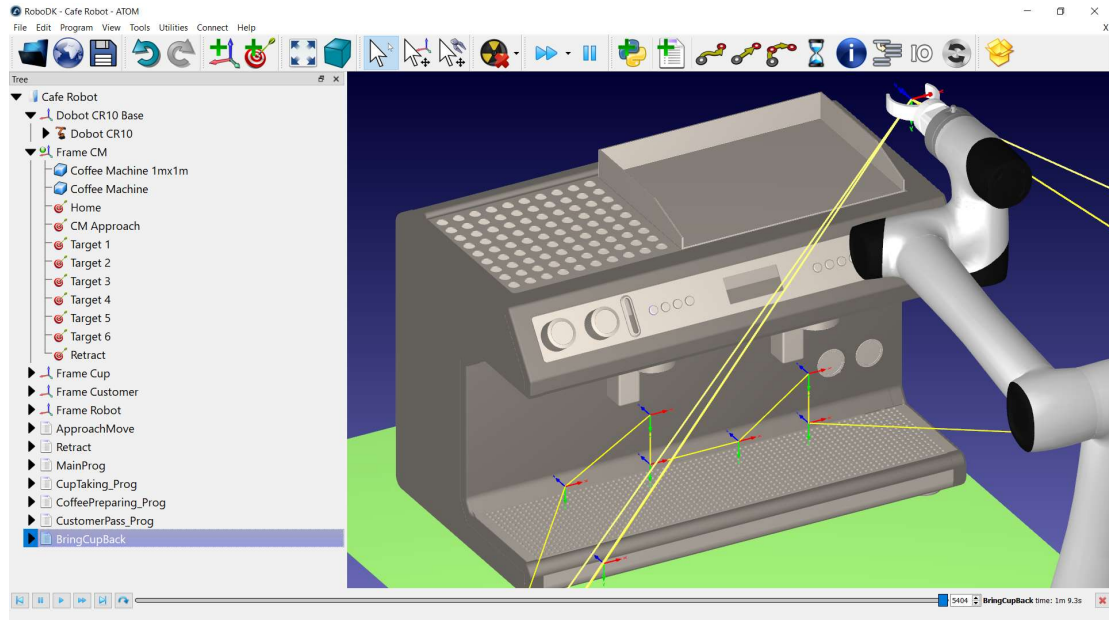 RoboDK - Cafe Robot - ATOM
File Edit Program View Tools Utilities Connect Help
X
IO
Tree
Cafe Robot
Dobot CR10 Base
Dobot CR10
Frame CM
Coffee Machine 1mx1m
Coffee Machine
Home
CM Approach
Target 1
Target 2
Target 3
Target 4
Target 5
Target 6
Retract
Frame Cup
Frame Customer
Frame Robot
ApproachMove
Retract
MainProg
CupTaking_Prog
CoffeePreparing_Prog
CustomerPass_Prog
BringCupBack
5404 BringCupBack time: 1m 9.3s